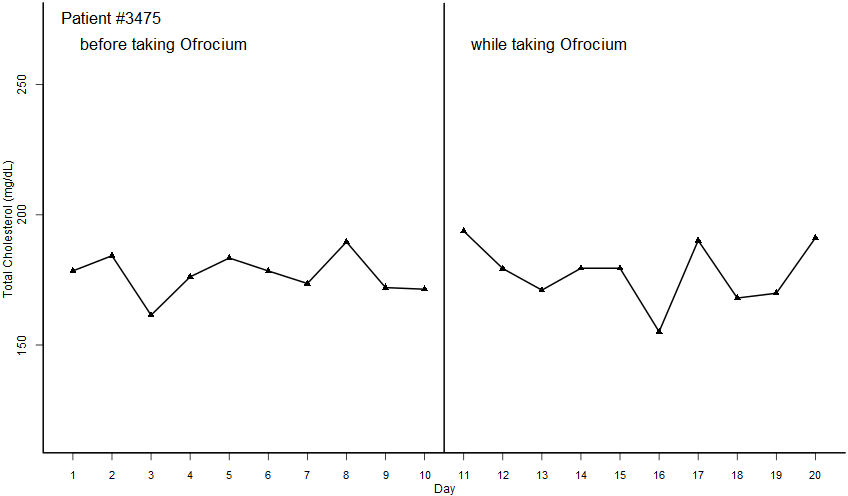 Patient #3475
before taking Ofrocium
while taking Ofrocium
Total Cholesterol (mg/dL)
250
200
150
1 2 3 4 5 6 7 8 9 10 11 12 13 14 15 16 17 18 19 20
Day